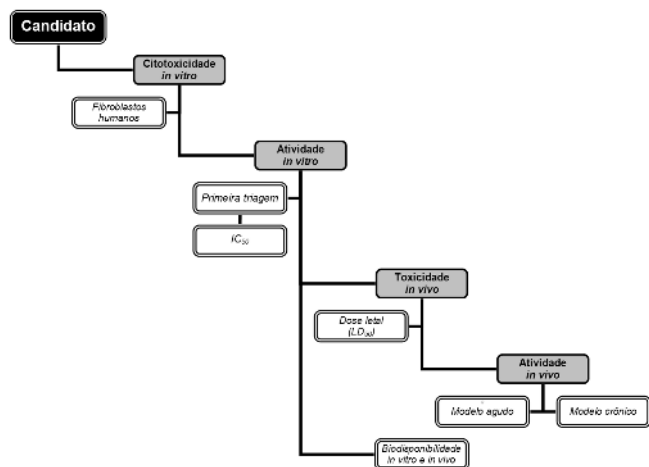 Candidato
Citotoxicidade
in vitro
Fibroblastos
humanos
Atividade
in vitro
Primeira triagem
IC50
Toxicidade
in vivo
Dose letal
(LD50)
Atividade
in vivo
Modelo agudo
Modelo crônico
Biodisponibilidade
in vitro e in vivo